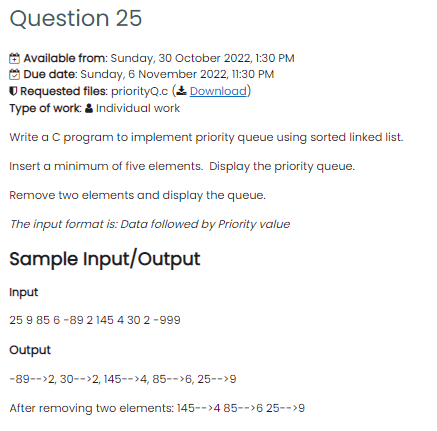 Question 25
Available from: Sunday, 30 October 2022, 1:30 PM
Due date: Sunday, 6 November 2022, 11:30 PM
Requested files: priorityQ.c (Download)
Type of work: Individual work
Write a C program to implement priority queue using sorted linked list.
Insert a minimum of five elements. Display the priority queue.
Remove two elements and display the queue.
The input format is: Data followed by Priority value
Sample Input/Output
Input
25 9 85 6 -89 2 145 4 30 2 -999
Output
-89-->2, 30-->2, 145-->4, 85-->6, 25-->9
After removing two elements: 145-->4 85-->6 25-->9